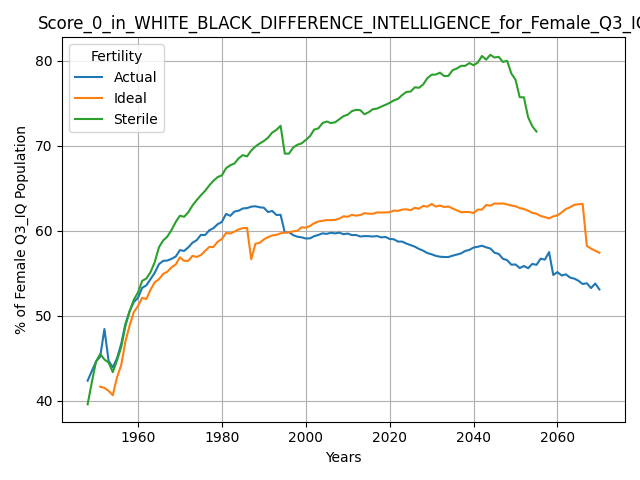 Score_0_in_WHITE_BLACK_DIFFERENCE_INTELLIGENCE_for_Female_Q3_IQ
Fertility
Actual
Ideal
Sterile
% of Female Q3_IQ Population
80
70
60
50
40
1960
1980
2000
2020
2040
2060
Years